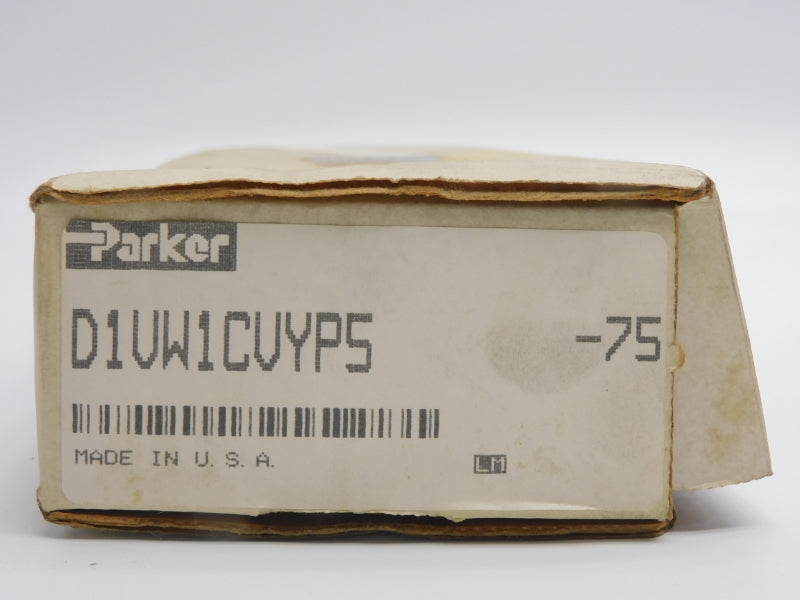 Parker
D1VW1CVYP5 -75
MADE IN U.S.A.
LM